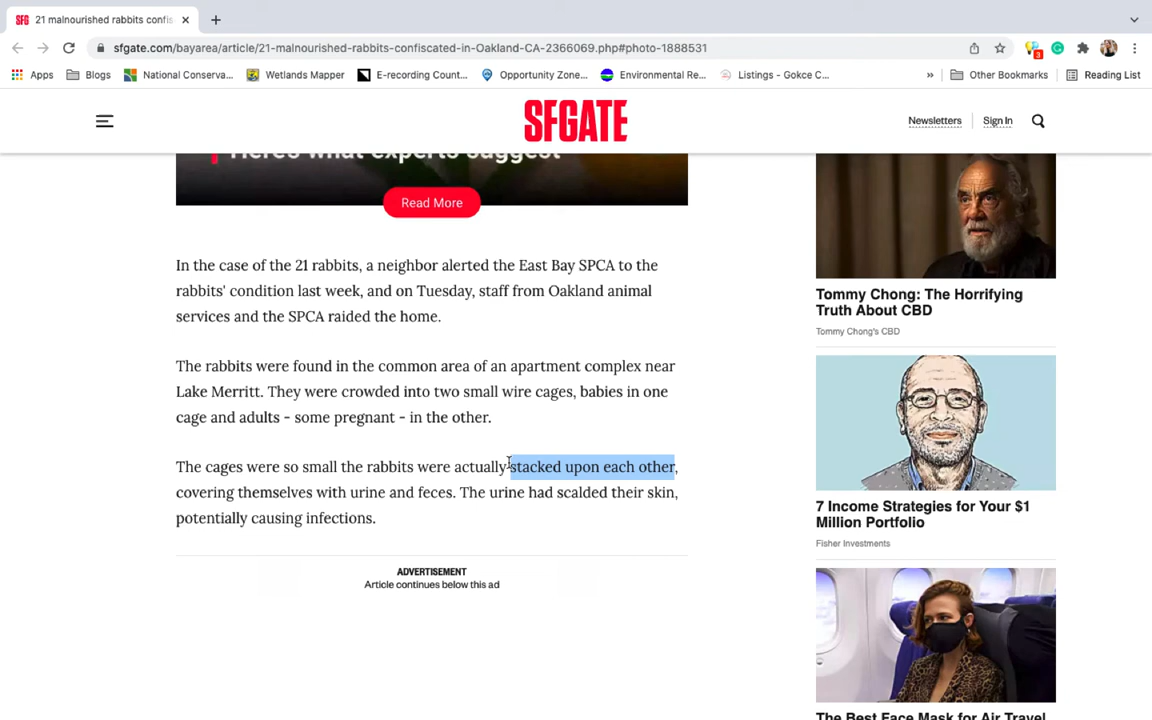 SFG
21 malnourished rabbits confis
sfgate.com/bayarea/article/21-malnourished-rabbits-confiscated-in-Oakland-CA-2366069.php#photo-1888531
3
Apps
Blogs
National Conserva...
Wetlands Mapper
E-recording Count...
Opportunity Zone...
Environmental Re...
Listings - Gokce C...
»
Other Bookmarks
Reading List
SFGATE
Newsletters
Sign In
Here's what experts suggest
Read More
In the case of the 21 rabbits, a neighbor alerted the East Bay SPCA to the
rabbits' condition last week, and on Tuesday, staff from Oakland animal
services and the SPCA raided the home.
The rabbits were found in the common area of an apartment complex near
Lake Merritt. They were crowded into two small wire cages, babies in one
cage and adults - some pregnant - in the other.
The cages were so small the rabbits were actually stacked upon each other,
covering themselves with urine and feces. The urine had scalded their skin,
potentially causing infections.
ADVERTISEMENT
Article continues below this ad
Tommy Chong: The Horrifying
Truth About CBD
Tommy Chong's CBD
7 Income Strategies for Your $1
Million Portfolio
Fisher Investments
The Best Face Mask for Air Travel